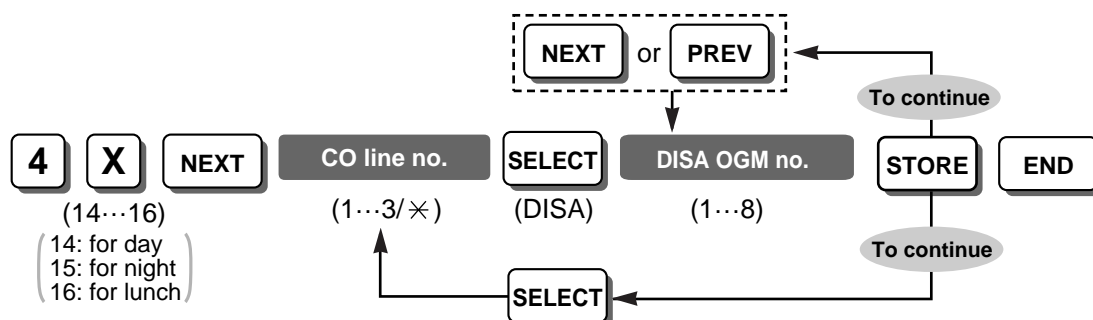 NEXT or PREV
To continue
4 X NEXT CO line no. SELECT DISA OGM no. STORE END
(14···16) (1···3/✳) (DISA) (1···8)
14: for day
15: for night
16: for lunch
To continue
SELECT